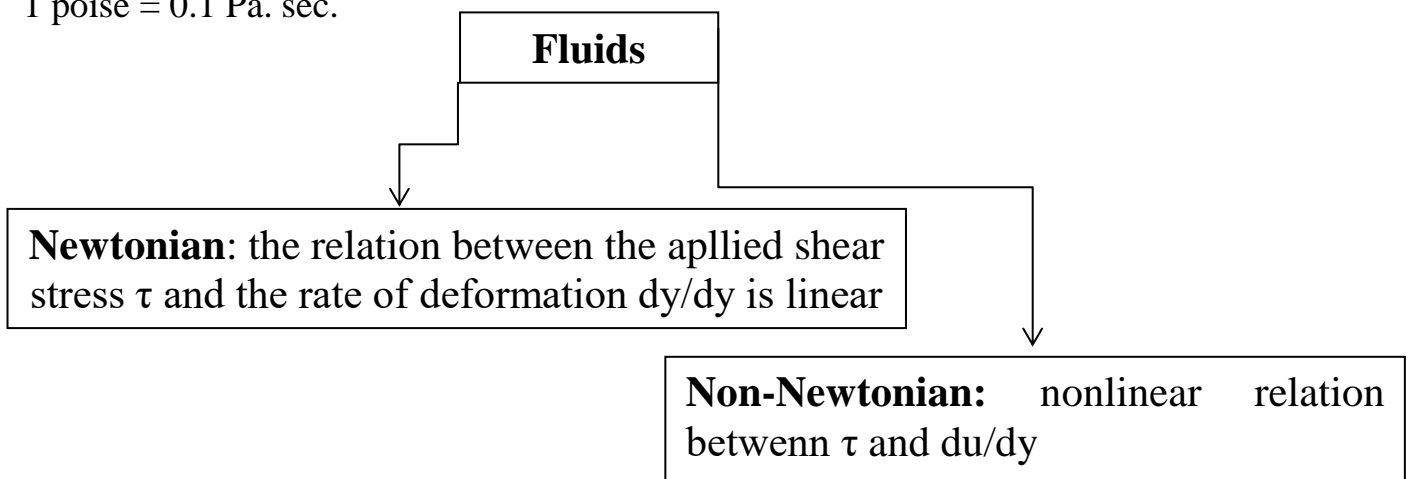 1 poise = 0.1 Pa. sec.
Fluids
Newtonian: the relation between the apllied shear
stress τ and the rate of deformation dy/dy is linear
Non-Newtonian: nonlinear relation
betwenn τ and du/dy